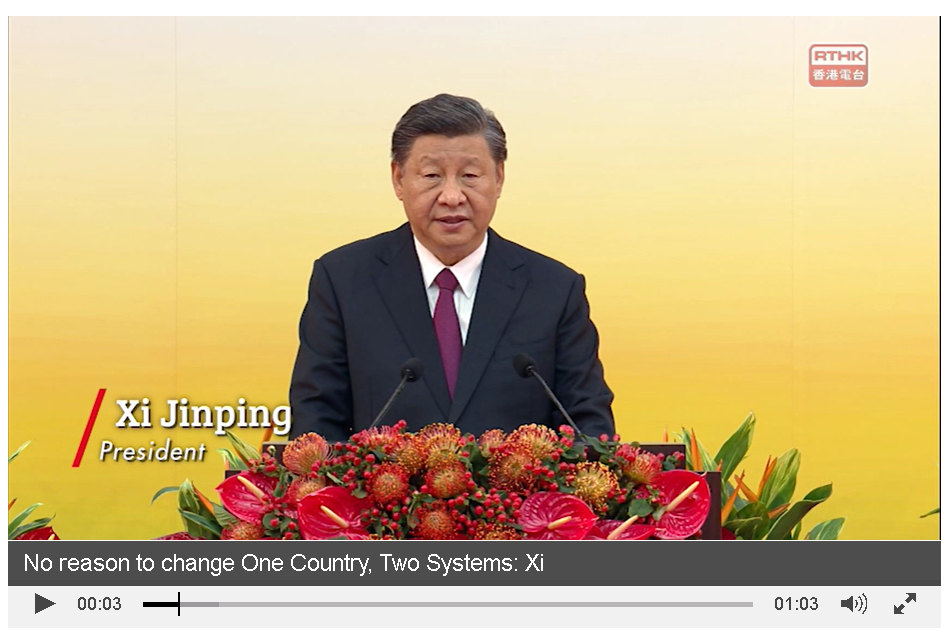 RTHK
香港電台
Xi Jinping
President
No reason to change One Country, Two Systems: Xi
00:03
01:03